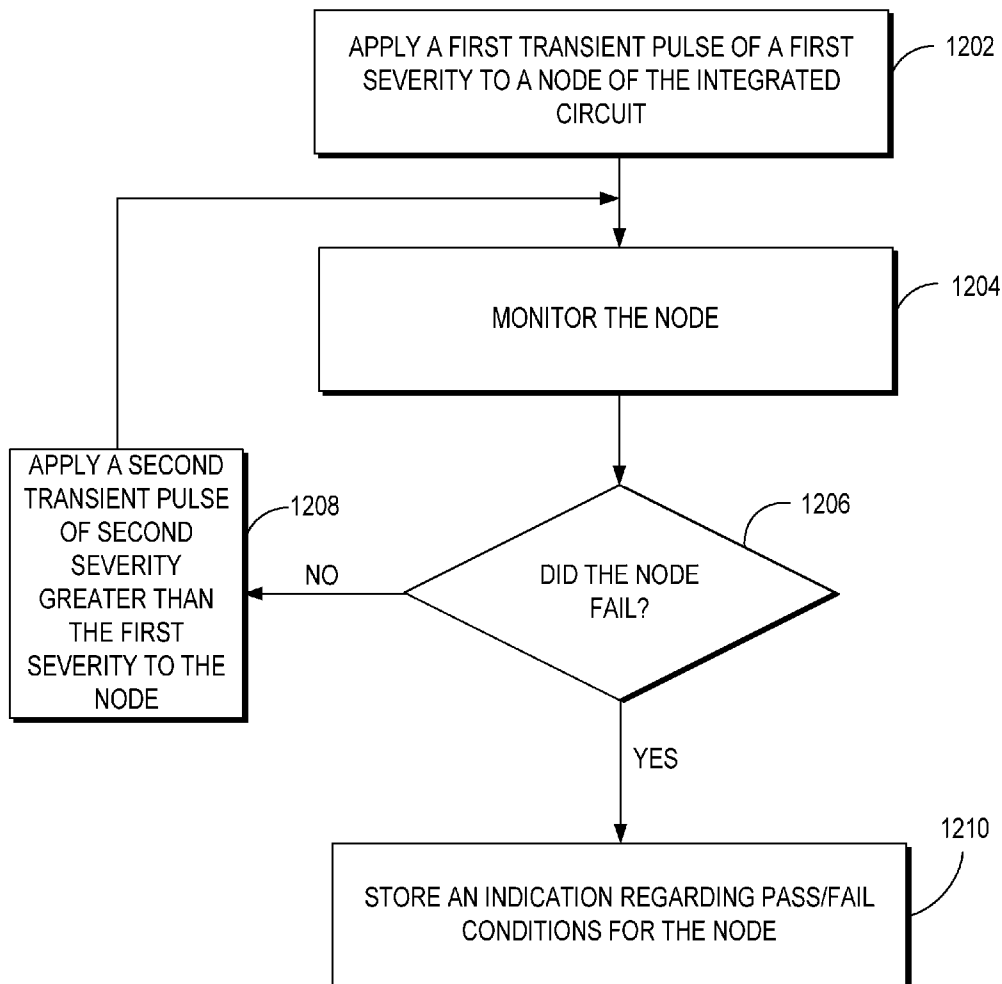 APPLY A FIRST TRANSIENT PULSE OF A FIRST
SEVERITY TO A NODE OF THE INTEGRATED
CIRCUIT
1202
MONITOR THE NODE
1204
DID THE NODE
FAIL?
1206
NO
APPLY A SECOND
TRANSIENT PULSE
OF SECOND
SEVERITY
GREATER THAN
THE FIRST
SEVERITY TO THE
NODE
1208
YES
STORE AN INDICATION REGARDING PASS/FAIL
CONDITIONS FOR THE NODE
1210